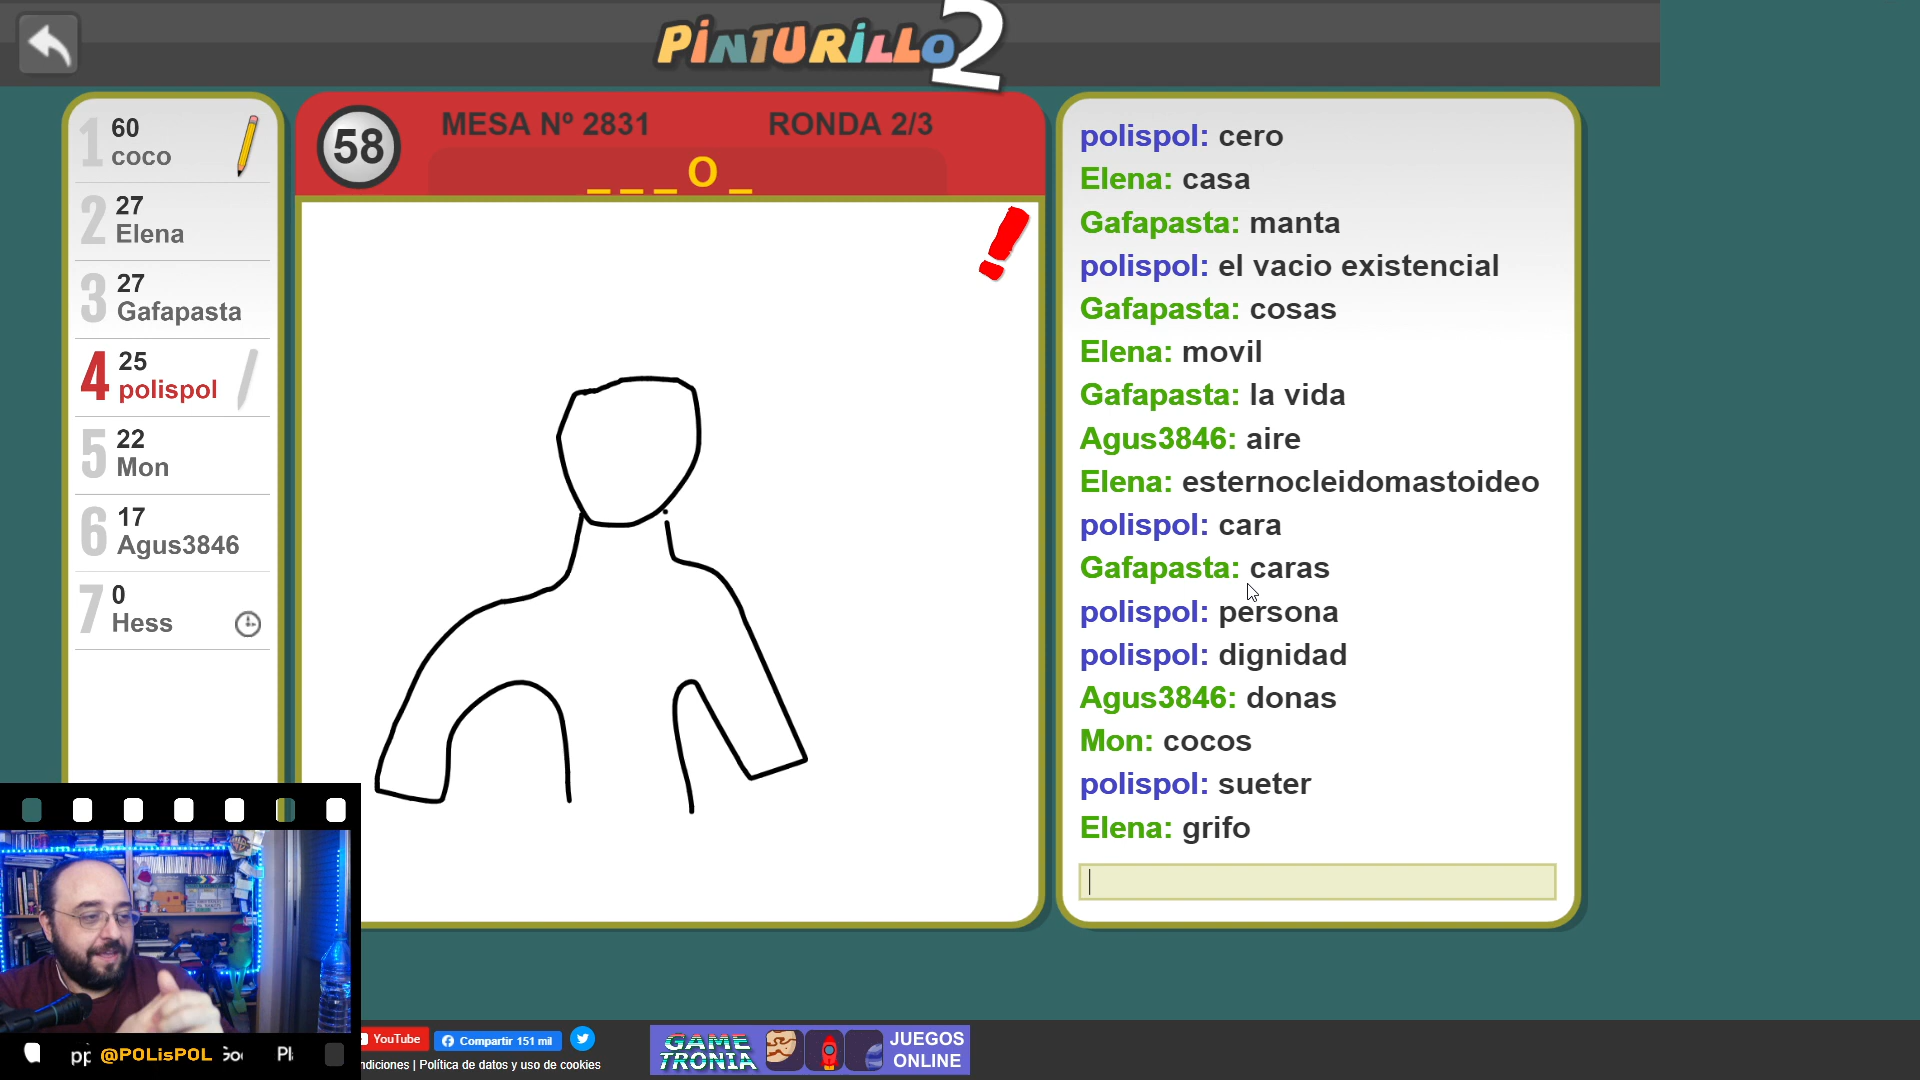 PiNTURiLLO 2
1 60
coco
2 27
Elena
3 27
Gafapasta
4 25
polispol
5 22
Mon
6 17
Agus3846
7 0
Hess
58
MESA Nº 2831
RONDA 2/3
_ _ _ O _
!
polispol: cero
Elena: casa
Gafapasta: manta
polispol: el vacio existencial
Gafapasta: cosas
Elena: movil
Gafapasta: la vida
Agus3846: aire
Elena: esternocleidomastoideo
polispol: cara
Gafapasta: caras
polispol: persona
polispol: dignidad
Agus3846: donas
Mon: cocos
polispol: sueter
Elena: grifo
@POLisPOL
YouTube
Compartir 151 mil
ndiciones | Política de datos y uso de cookies
GAME TRONIA
JUEGOS ONLINE